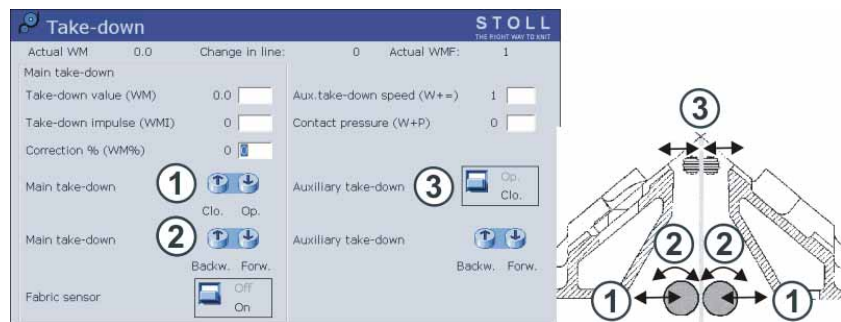 Take-down
STOLL
THE RIGHT WAY TO KNIT
Actual WM 0.0 Change in line: 0 Actual WMF: 1
Main take-down
Take-down value (WM) 0.0 Aux.take-down speed (W+=) 1
Take-down impulse (WMI) 0 Contact pressure (W+P) 0
Correction % (WM%) 0 0
Main take-down 1 Auxiliary take-down 3 Op.
Clo.
Clo. Op.
Main take-down 2 Auxiliary take-down
Backw. Forw. Backw. Forw.
Fabric sensor Off
On
3
2 2
1 1